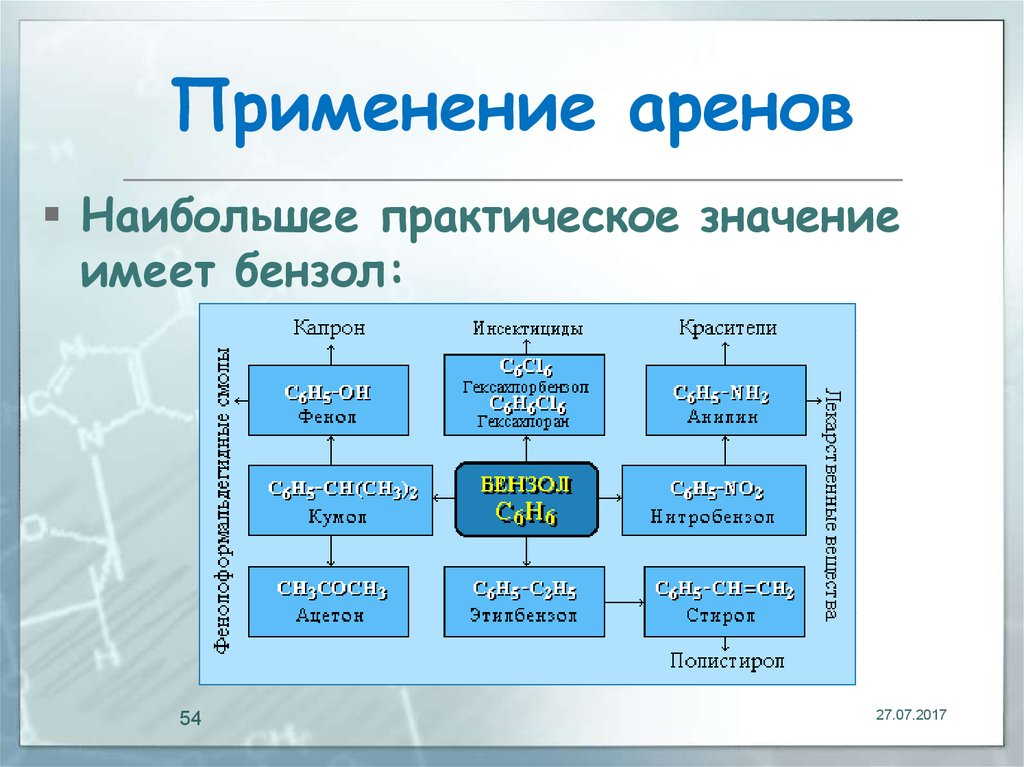 Применение аренов
▪ Наибольшее практическое значение
имеет бензол:
Капрон
Инсектициды
Красители
Фенолоформальдегидные смолы
C6H5-OH
Фенол
C6Cl6
Гексахлорбензол
C6H6Cl6
Гексахлоран
C6H5-NH2
Анилин
Лекарственные вещества
C6H5-CH(CH3)2
Кумол
БЕНЗОЛ
C6H6
C6H5-NO2
Нитробензол
CH3COCH3
Ацетон
C6H5-C2H5
Этилбензол
C6H5-CH=CH2
Стирол
Полистирол
54
27.07.2017